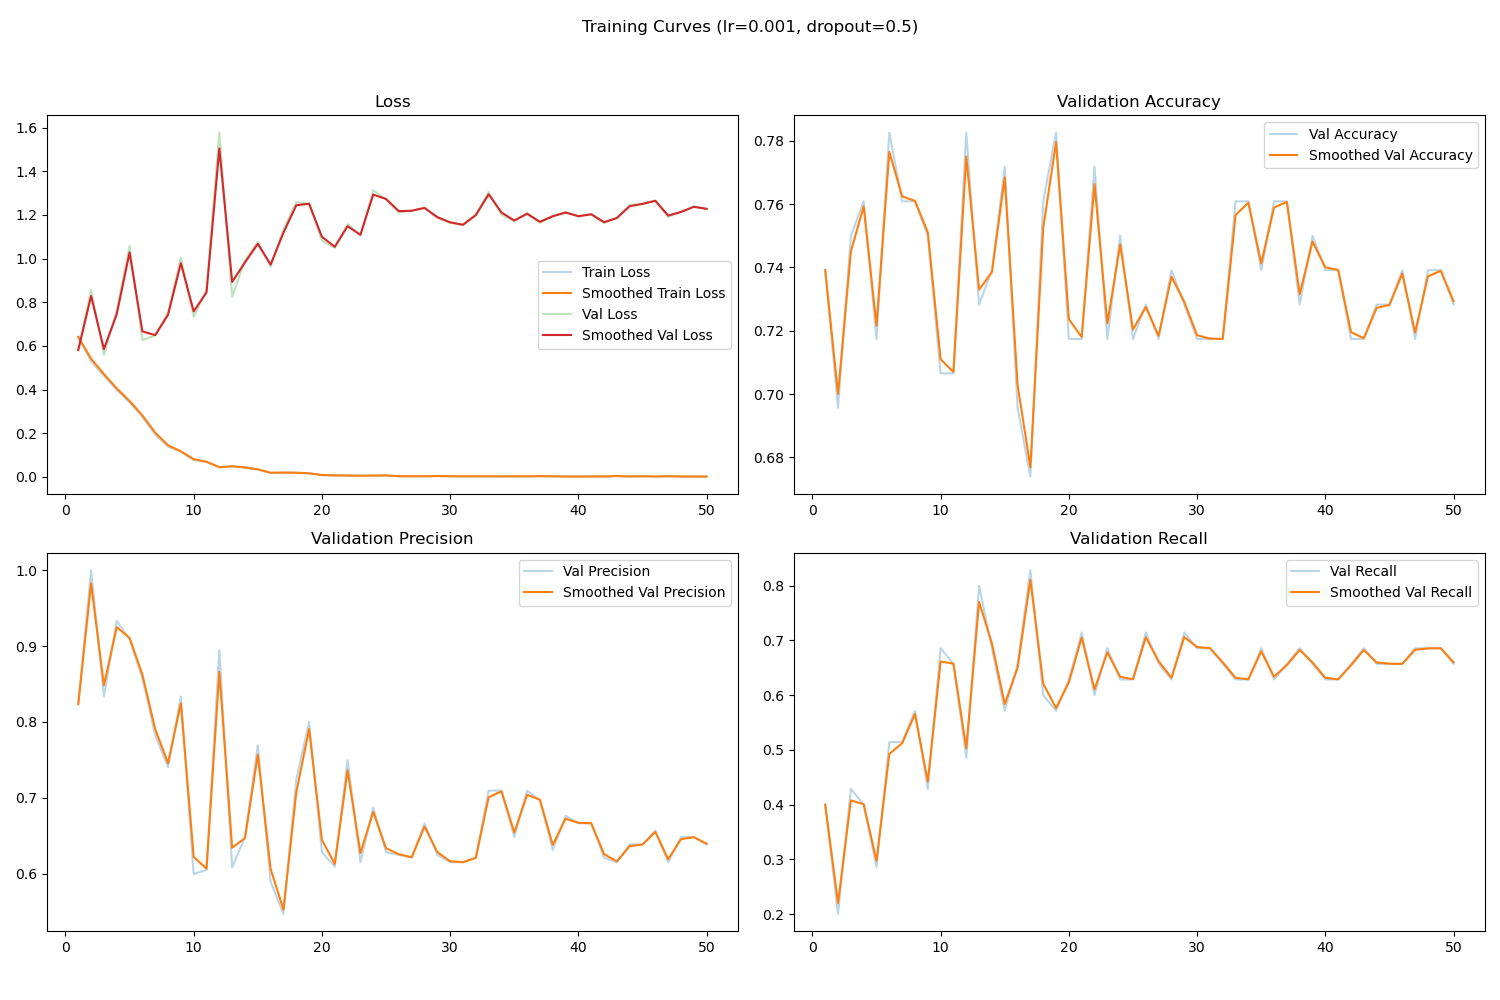 Training Curves (lr=0.001, dropout=0.5)
Loss
1.6
1.4
1.2
1.0
0.8
0.6
0.4
0.2
0.0
Train Loss
Smoothed Train Loss
Val Loss
Smoothed Val Loss
0 10 20 30 40 50
Validation Accuracy
0.78
0.76
0.74
0.72
0.70
0.68
Val Accuracy
Smoothed Val Accuracy
0 10 20 30 40 50
Validation Precision
1.0
0.9
0.8
0.7
0.6
Val Precision
Smoothed Val Precision
0 10 20 30 40 50
Validation Recall
0.8
0.7
0.6
0.5
0.4
0.3
0.2
Val Recall
Smoothed Val Recall
0 10 20 30 40 50